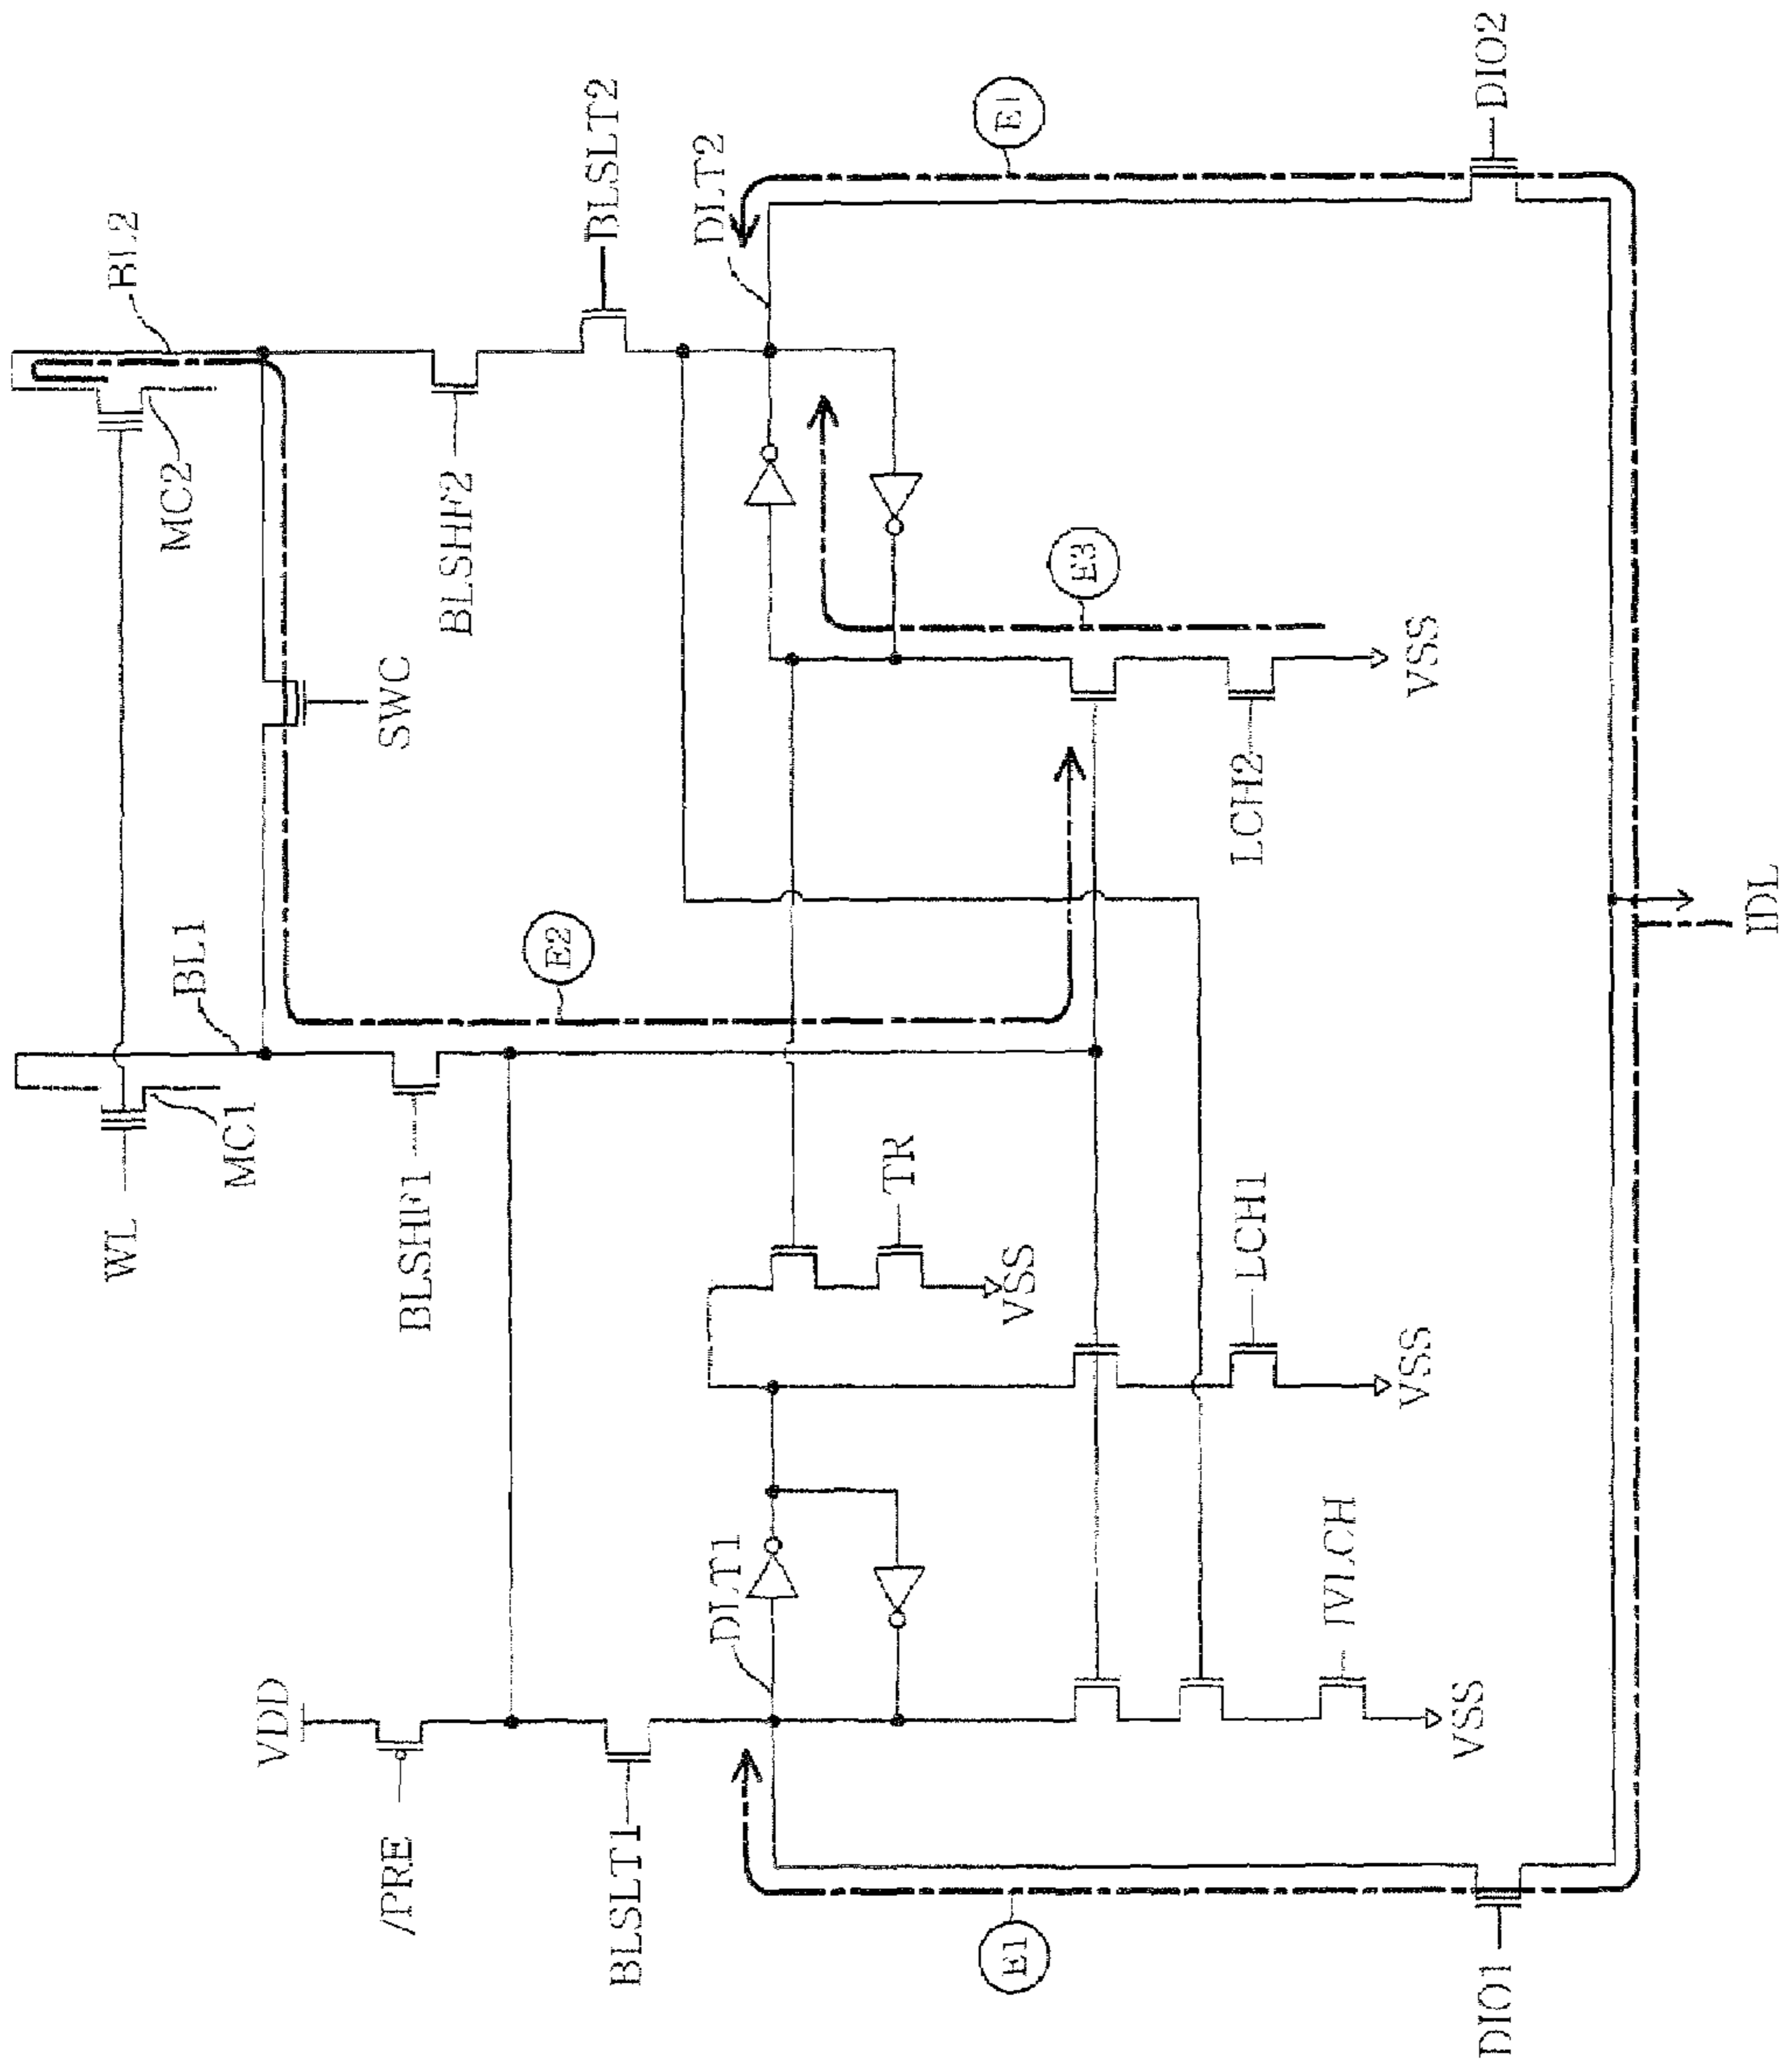 WL
MC1
BL1
MC2
BL2
SWC
VDD
/PRE
BLSHF1
BLSHF2
BLSLT1
BLSLT2
DLT1
DLT2
E2
TR
VSS
E1
E3
E1
IVLCH
VSS
LCH1
VSS
LCH2
VSS
DIO1
DIO2
IDL